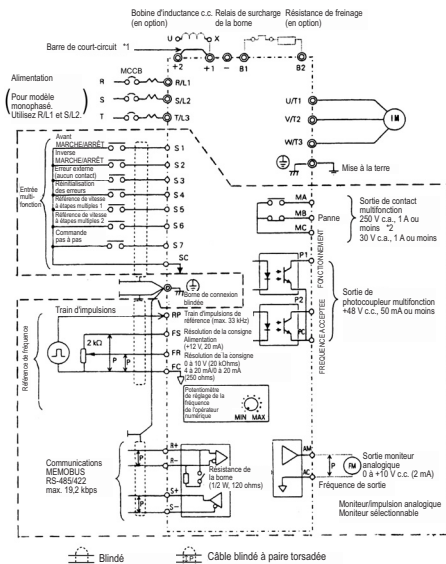 Bobine d'inductance c.c.
(en option)
Relais de surcharge
de la borne
Résistance de freinage
(en option)
U X
Barre de court-circuit *1
+2 +1 − B1 B2
Alimentation
MCCB
Pour modèle
monophasé.
Utilisez R/L1 et S/L2.
R R/L1
S S/L2
T T/L3
U/T1
V/T2
W/T3
IM
Mise à la terre
Avant
MARCHE/ARRÊT
S1
Inverse
MARCHE/ARRÊT
S2
Erreur externe
(aucun contact)
S3
Réinitialisation
des erreurs
S4
Référence de vitesse
à étapes multiples 1
S5
Référence de vitesse
à étapes multiples 2
S6
Commande
pas à pas
S7
SC
Entrée
multi-
fonction
MA
MB
MC
Panne
Sortie de contact
multifonction
250 V c.a., 1 A ou
moins *2
30 V c.a., 1 A ou moins
P1
FONCTIONNEMENT
P2
PC
FRÉQUENCE ACCEPTÉE
Sortie de
photocoupleur multifonction
+48 V c.c., 50 mA ou moins
Borne de connexion
blindée
Référence de fréquence
Train d'impulsions
2 kΩ
P
P
RP
Train d'impulsions de
référence (max. 33 kHz)
FS
Résolution de la consigne
Alimentation
(+12 V, 20 mA)
FR
Résolution de la consigne
0 à 10 V (20 kOhms)
FC
4 à 20 mA/0 à 20 mA
(250 ohms)
Potentiomètre
de réglage de la
fréquence
de l'opérateur
numérique
MIN MAX
Communications
MEMOBUS
RS-485/422
max. 19,2 kbps
P
P
R+
R−
S+
S−
Résistance de
la borne
(1/2 W, 120 ohms)
AM
AC
P
FM
Sortie moniteur
analogique
0 à +10 V c.c. (2 mA)
Fréquence de sortie
Moniteur/impulsion analogique
Moniteur sélectionnable
Blindé
P
Câble blindé à paire torsadée